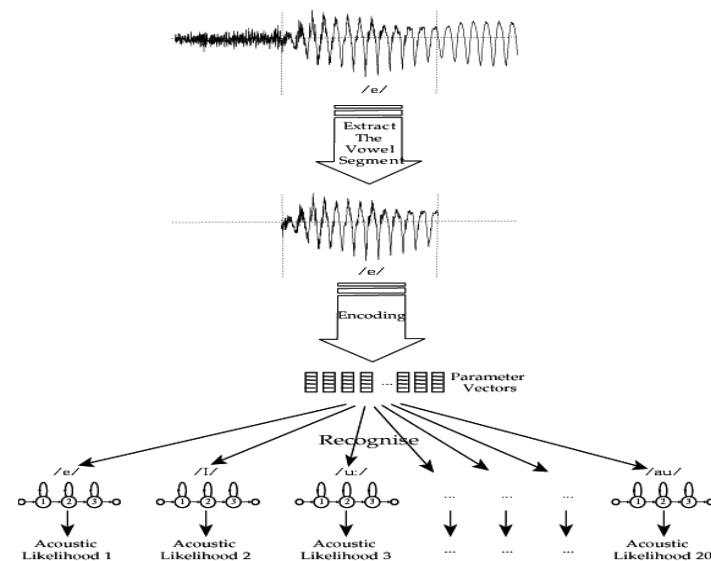 /e/
Extract
The
Vowel
Segment
/e/
Encoding
...
Parameter
Vectors
Recognise
/e/ /I/ /u:/ /au/
1 2 3 1 2 3 1 2 3 ... ... ... 1 2 3
Acoustic Likelihood 1
Acoustic Likelihood 2
Acoustic Likelihood 3
... ... ...
Acoustic Likelihood 20